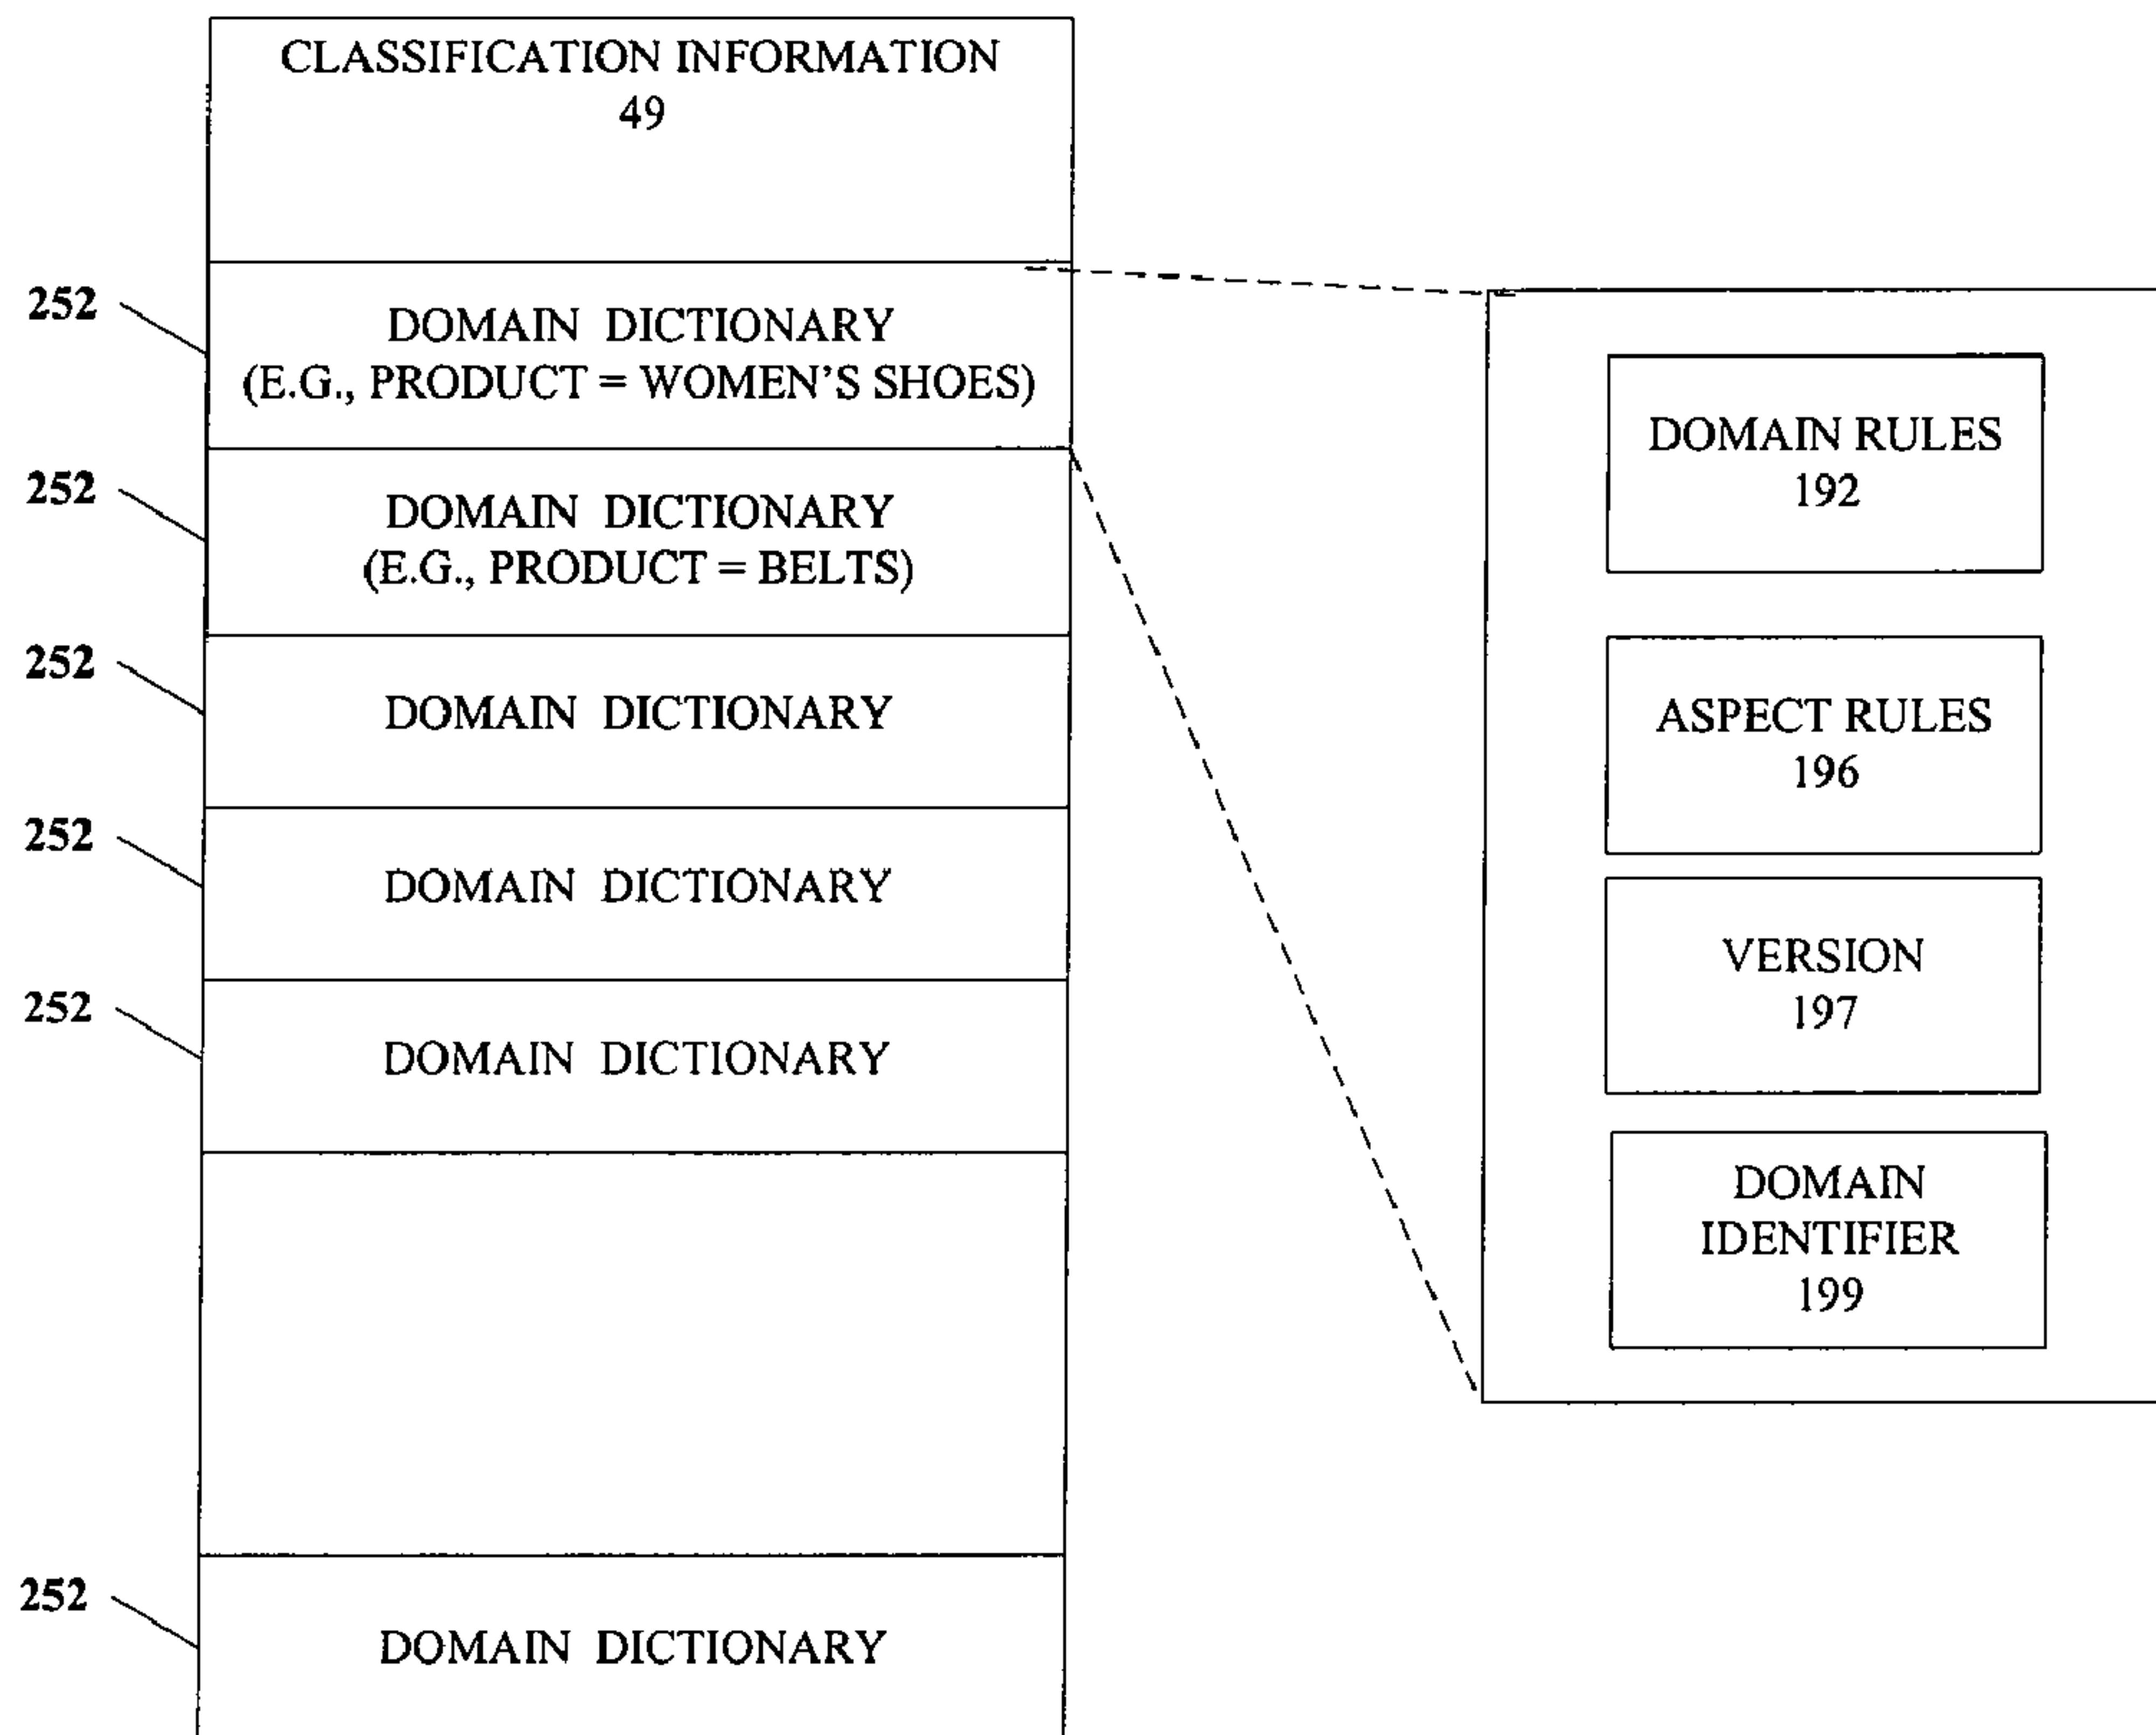 CLASSIFICATION INFORMATION
49
252
DOMAIN DICTIONARY
(E.G., PRODUCT = WOMEN'S SHOES)
252
DOMAIN DICTIONARY
(E.G., PRODUCT = BELTS)
252
DOMAIN DICTIONARY
252
DOMAIN DICTIONARY
252
DOMAIN DICTIONARY
252
DOMAIN DICTIONARY
DOMAIN RULES
192
ASPECT RULES
196
VERSION
197
DOMAIN
IDENTIFIER
199